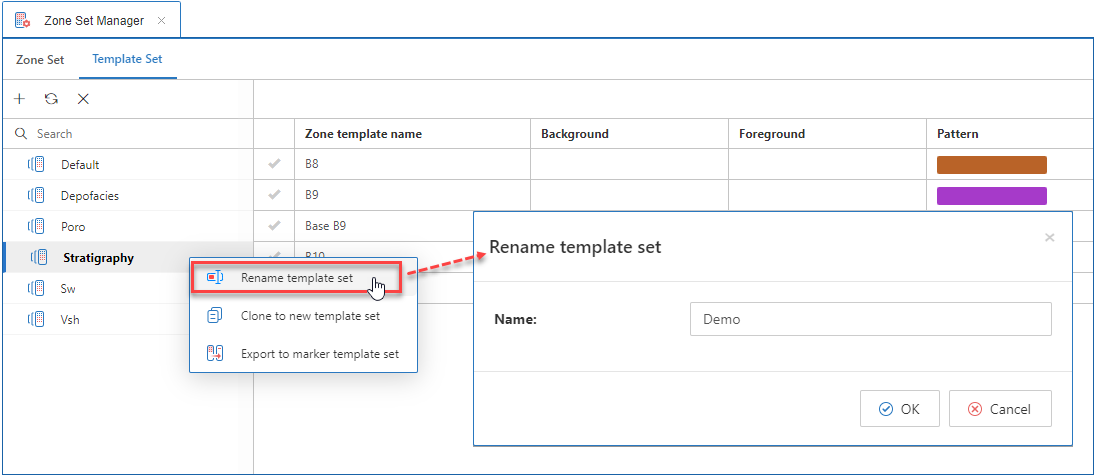 Zone Set Manager
Zone Set Template Set
Search
Zone template name Background Foreground Pattern
Default
B8
Depofacies
B9
Poro
Base B9
Stratigraphy
B10
Sw
Vsh
Rename template set
Clone to new template set
Export to marker template set
Rename template set
Name: Demo
OK Cancel